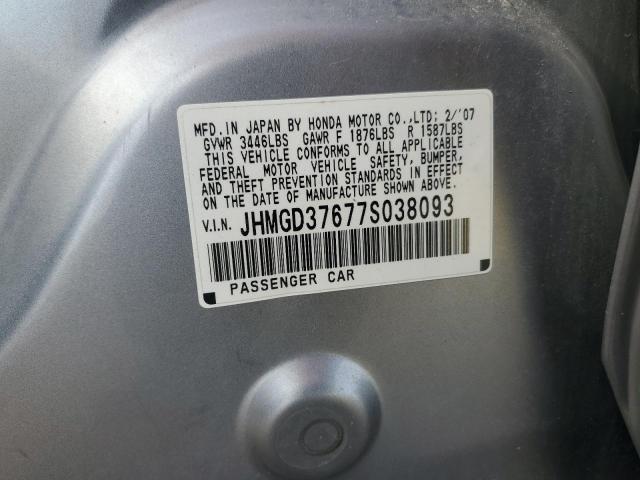 MFD. IN JAPAN BY HONDA MOTOR CO.,LTD; 2/'07
GVWR 3446LBS GAWR F 1876LBS R 1587LBS
THIS VEHICLE CONFORMS TO ALL APPLICABLE
FEDERAL MOTOR VEHICLE SAFETY, BUMPER,
AND THEFT PREVENTION STANDARDS IN EFFECT
ON THE DATE OF MANUFACTURE SHOWN ABOVE.
V.I.N. JHMGD37677S038093
PASSENGER CAR